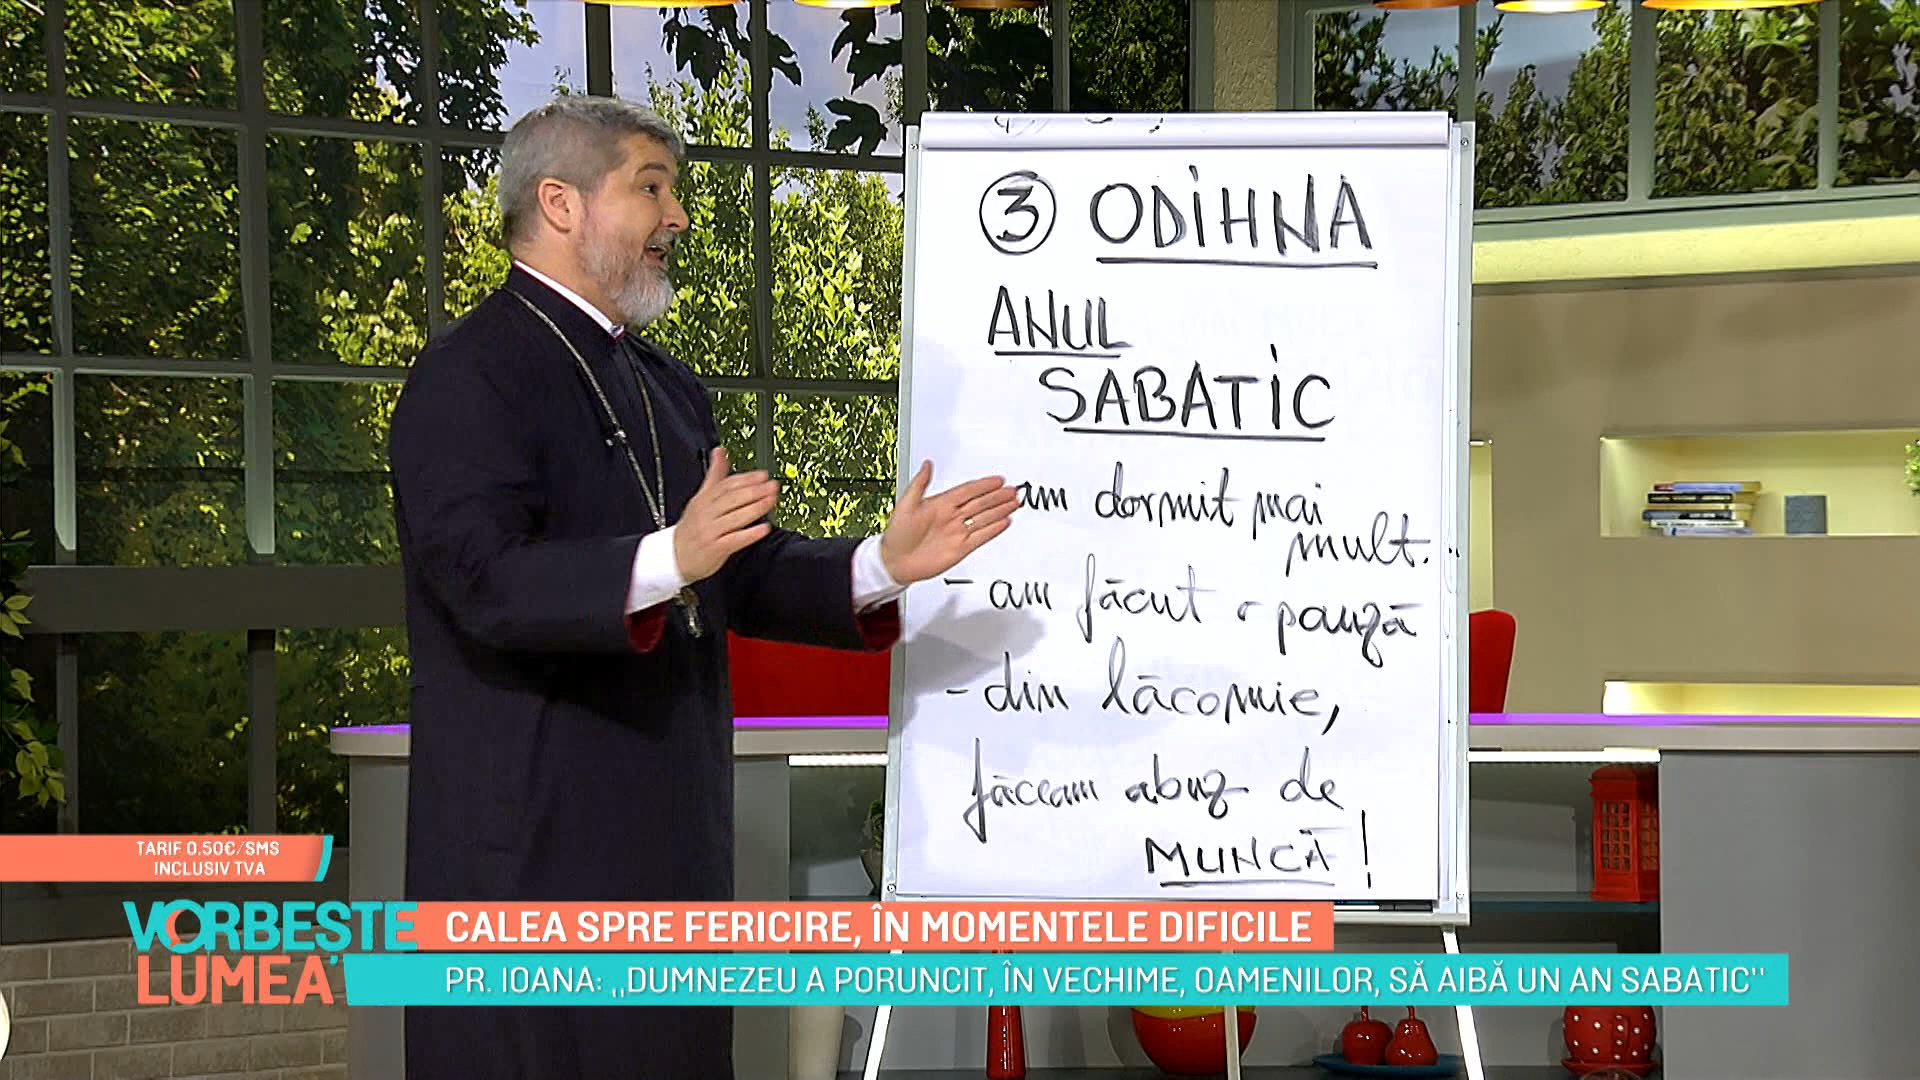 ③ ODiHNA
ANUL
SABATiC
am dormit mai
mult.
- am făcut o pauză
- din lăcomie,
făceam abuz de
MUNCĂ!
TARIF 0.50€/SMS
INCLUSIV TVA
VORBEȘTE
LUMEA
CALEA SPRE FERICIRE, ÎN MOMENTELE DIFICILE
PR. IOANA: ,,DUMNEZEU A PORUNCIT, ÎN VECHIME, OAMENILOR, SĂ AIBĂ UN AN SABATIC''